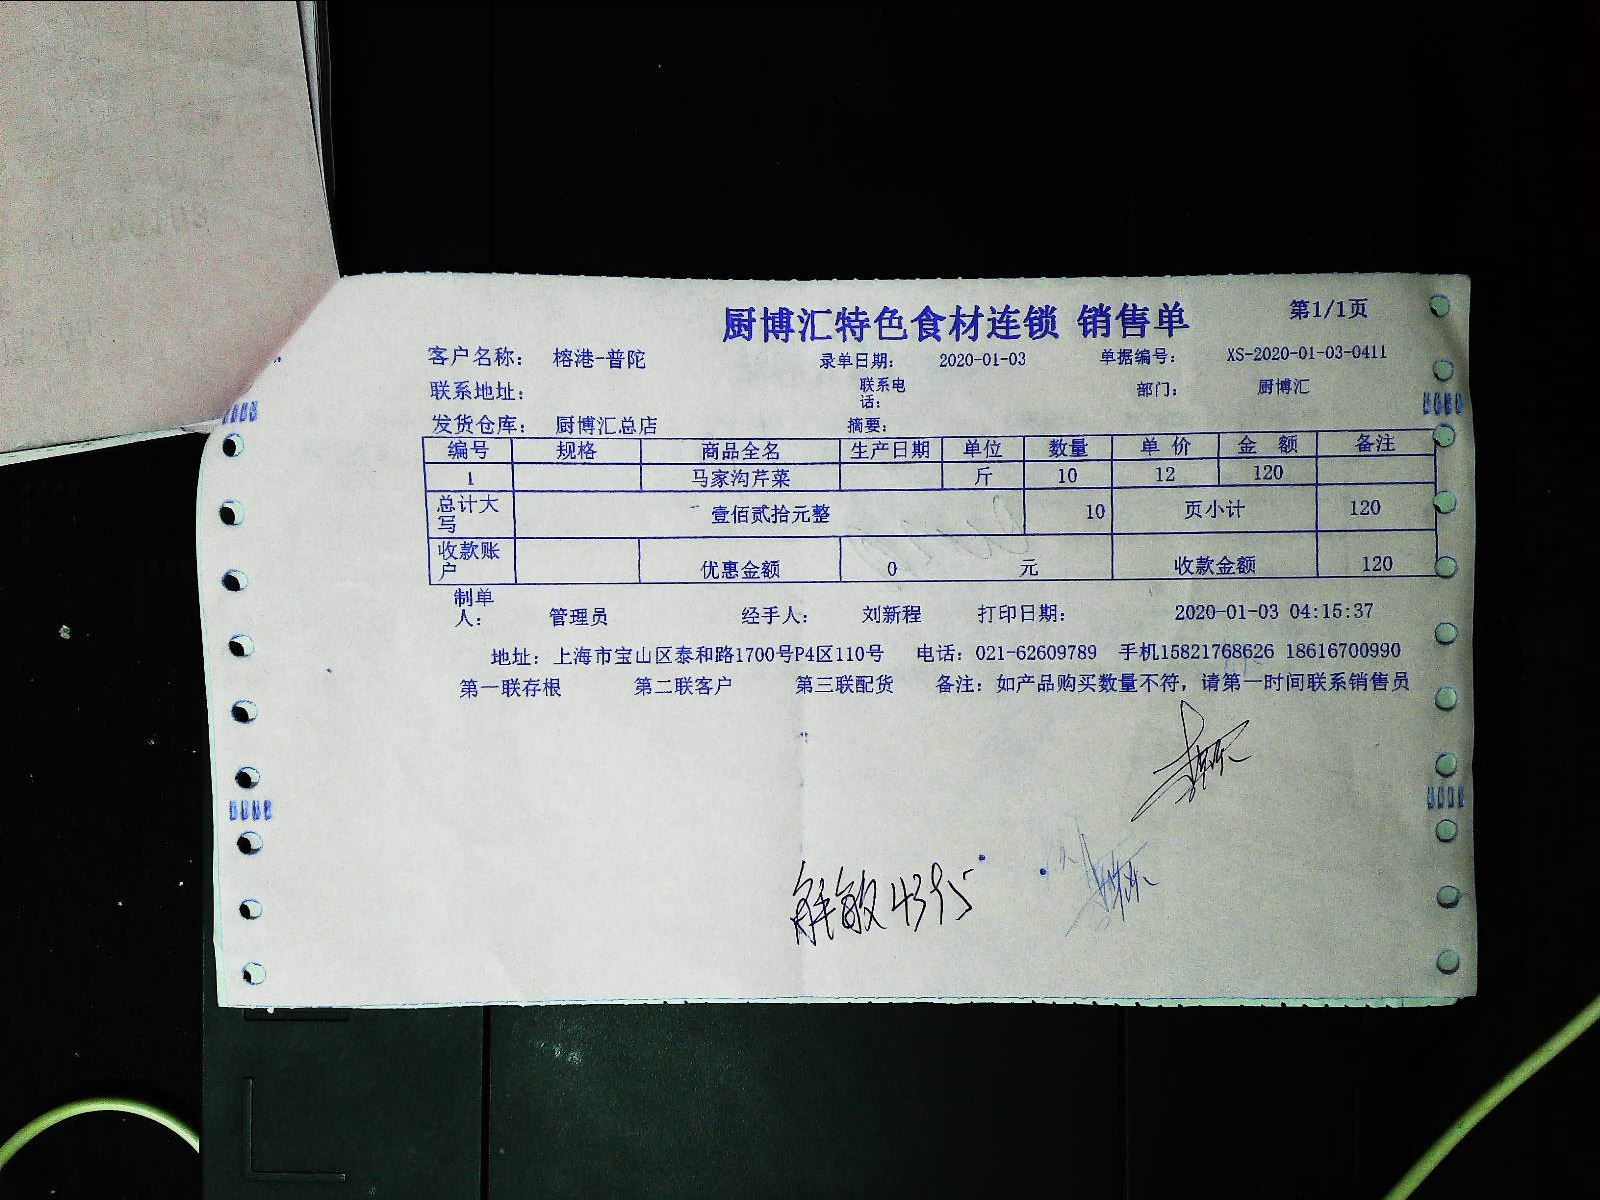 厨博汇特色食材连锁 销售单 第1/1页
客户名称: 榕港-普陀 录单日期: 2020-01-03 单据编号: XS-2020-01-03-0411
联系地址: 联系电话: 部门: 厨博汇
发货仓库: 厨博汇总店 摘要:
编号 规格 商品全名 生产日期 单位 数量 单价 金额 备注
1 马家沟芹菜 斤 10 12 120
总计大写 壹佰贰拾元整 10 页小计 120
收款账户 优惠金额 0 元 收款金额 120
制单人: 管理员 经手人: 刘新程 打印日期: 2020-01-03 04:15:37
地址: 上海市宝山区泰和路1700号P4区110号 电话: 021-62609789 手机15821768626 18616700990
第一联存根 第二联客户 第三联配货 备注: 如产品购买数量不符, 请第一时间联系销售员
解敏